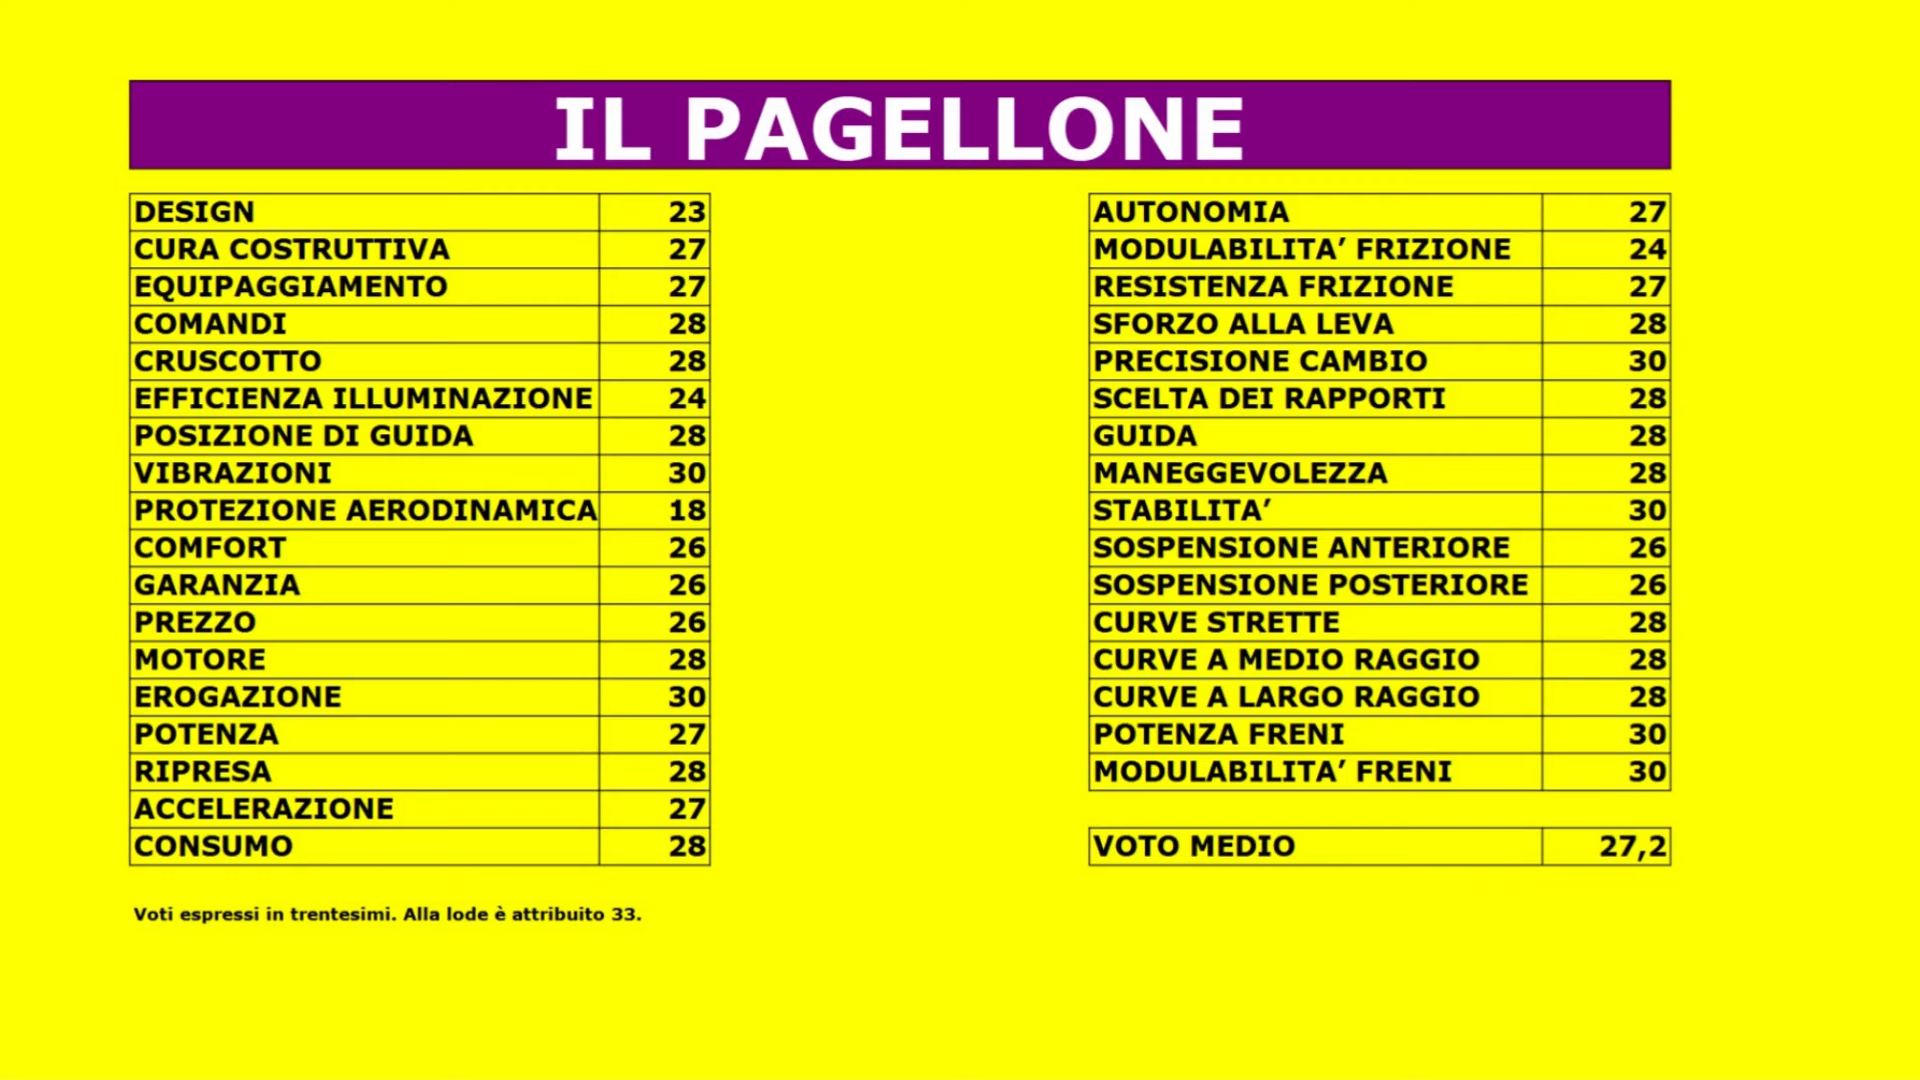 IL PAGELLONE
DESIGN 23
CURA COSTRUTTIVA 27
EQUIPAGGIAMENTO 27
COMANDI 28
CRUSCOTTO 28
EFFICIENZA ILLUMINAZIONE 24
POSIZIONE DI GUIDA 28
VIBRAZIONI 30
PROTEZIONE AERODINAMICA 18
COMFORT 26
GARANZIA 26
PREZZO 26
MOTORE 28
EROGAZIONE 30
POTENZA 27
RIPRESA 28
ACCELERAZIONE 27
CONSUMO 28
AUTONOMIA 27
MODULABILITA’ FRIZIONE 24
RESISTENZA FRIZIONE 27
SFORZO ALLA LEVA 28
PRECISIONE CAMBIO 30
SCELTA DEI RAPPORTI 28
GUIDA 28
MANEGGEVOLEZZA 28
STABILITA’ 30
SOSPENSIONE ANTERIORE 26
SOSPENSIONE POSTERIORE 26
CURVE STRETTE 28
CURVE A MEDIO RAGGIO 28
CURVE A LARGO RAGGIO 28
POTENZA FRENI 30
MODULABILITA’ FRENI 30
VOTO MEDIO 27,2
Voti espressi in trentesimi. Alla lode è attribuito 33.